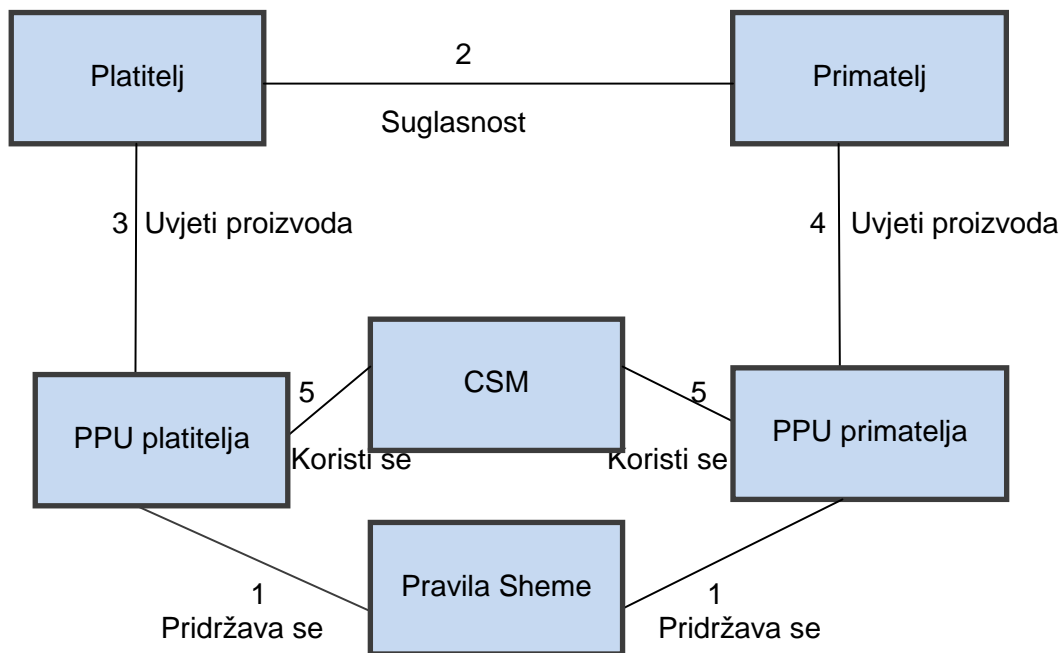 2
Platitelj
Primatelj
Suglasnost
3 Uvjeti proizvoda
4 Uvjeti proizvoda
CSM
5
5
PPU platitelja
PPU primatelja
Koristi se
Koristi se
Pravila Sheme
1
1
Pridržava se
Pridržava se